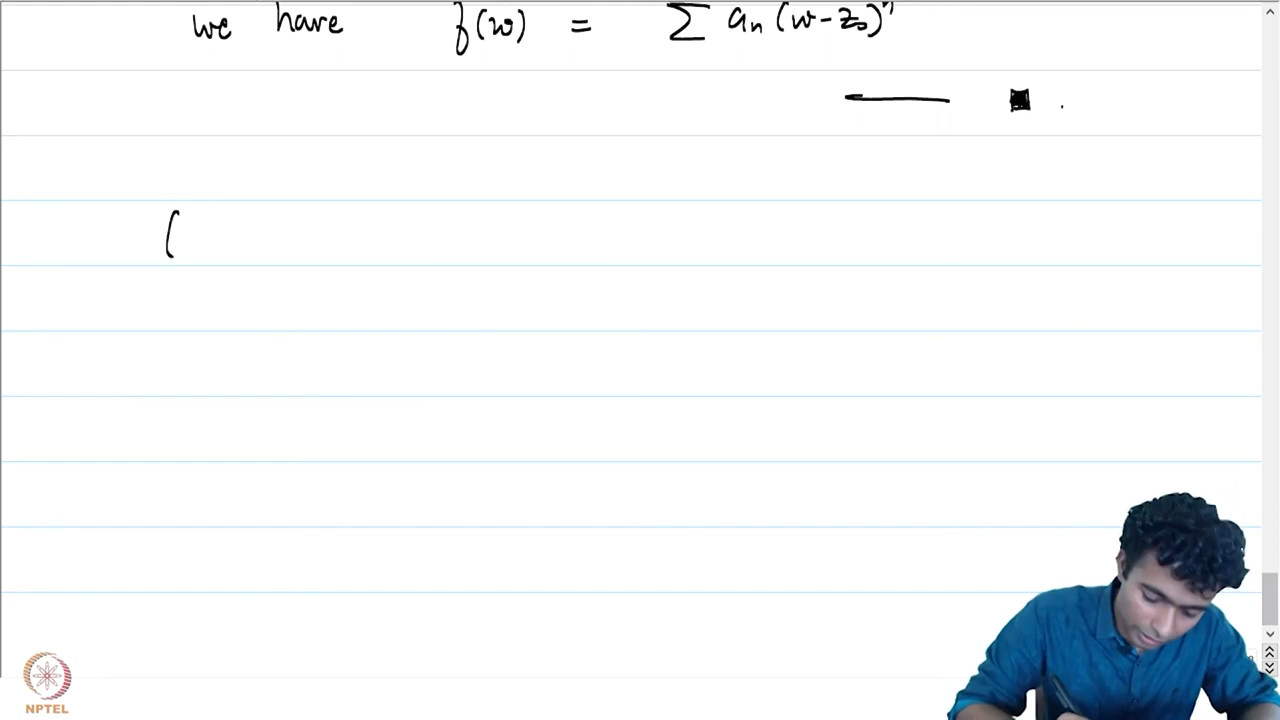 we have f(w) = ∑ aₙ (w - z₀)ⁿ
(
NPTEL